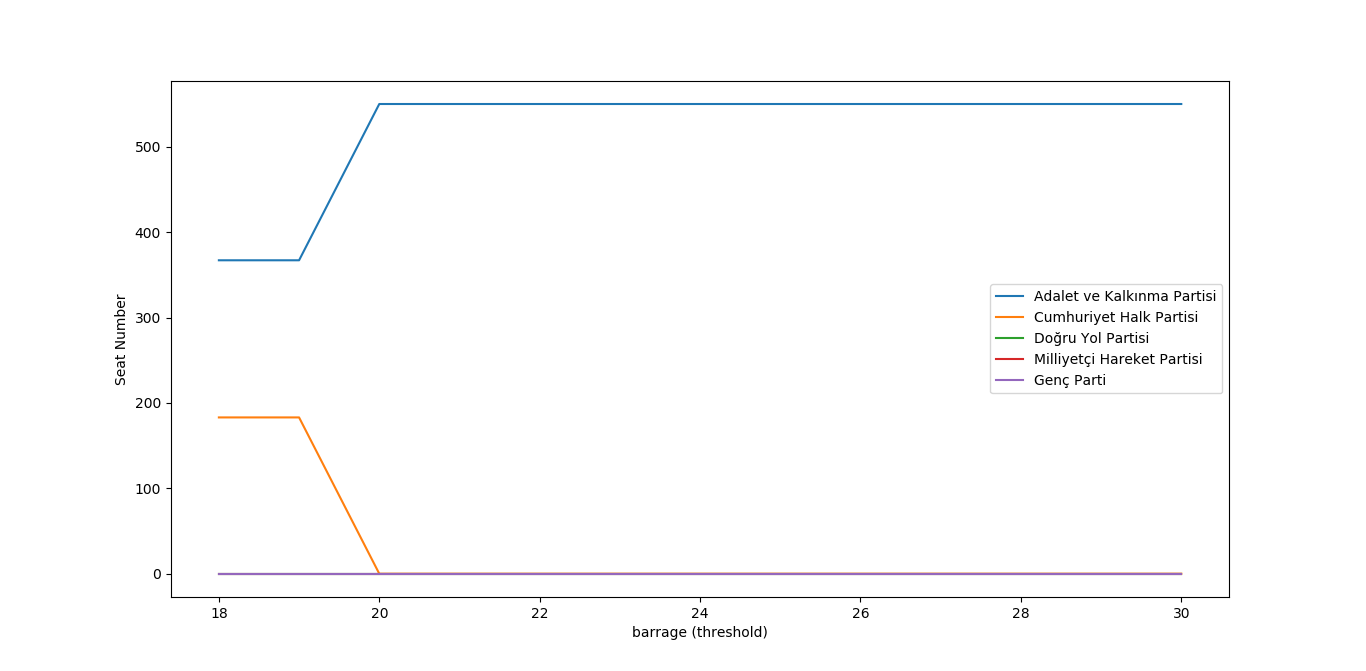 500
400
300
200
100
0
Seat Number
18 20 22 24 26 28 30
barrage (threshold)
Adalet ve Kalkınma Partisi
Cumhuriyet Halk Partisi
Doğru Yol Partisi
Milliyetçi Hareket Partisi
Genç Parti